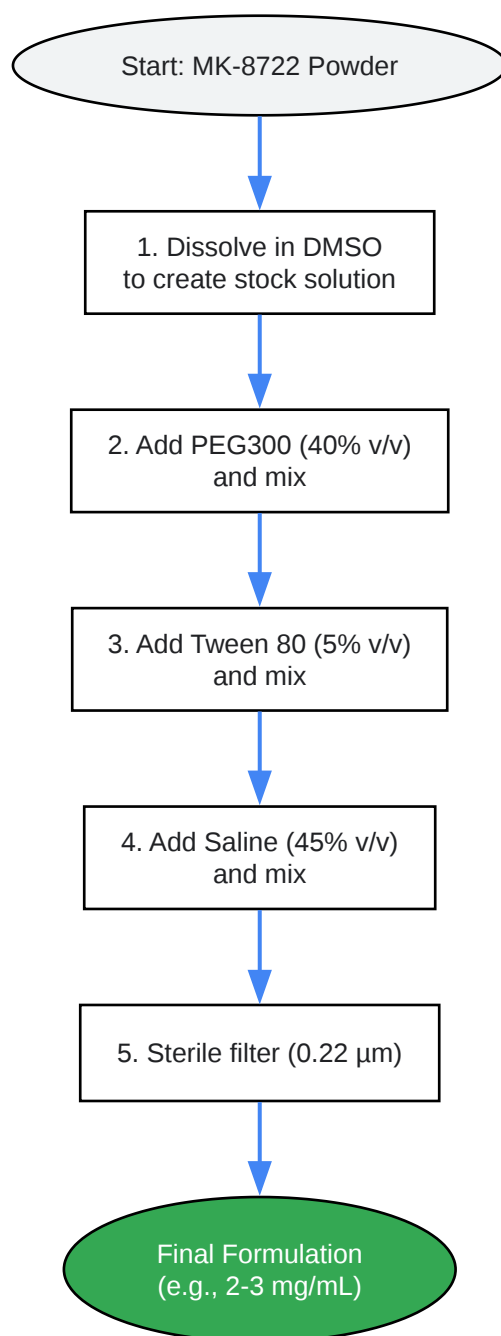 Start: MK-8722 Powder
1. Dissolve in DMSO
to create stock solution
2. Add PEG300 (40% v/v)
and mix
3. Add Tween 80 (5% v/v)
and mix
4. Add Saline (45% v/v)
and mix
5. Sterile filter (0.22 µm)
Final Formulation
(e.g., 2-3 mg/mL)